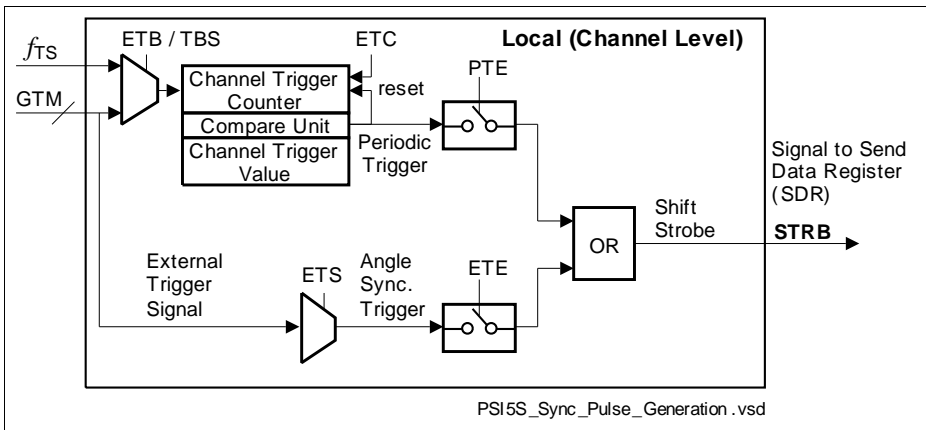 ETB / TBS
ETC
Local (Channel Level)
fTS
GTM
Channel Trigger
Counter
reset
PTE
Compare Unit
Channel Trigger
Value
Periodic
Trigger
Signal to Send
Data Register
(SDR)
STRB
Shift
Strobe
OR
External
Trigger
Signal
ETS
Angle
Sync.
Trigger
ETE
PSI5S_Sync_Pulse_Generation.vsd